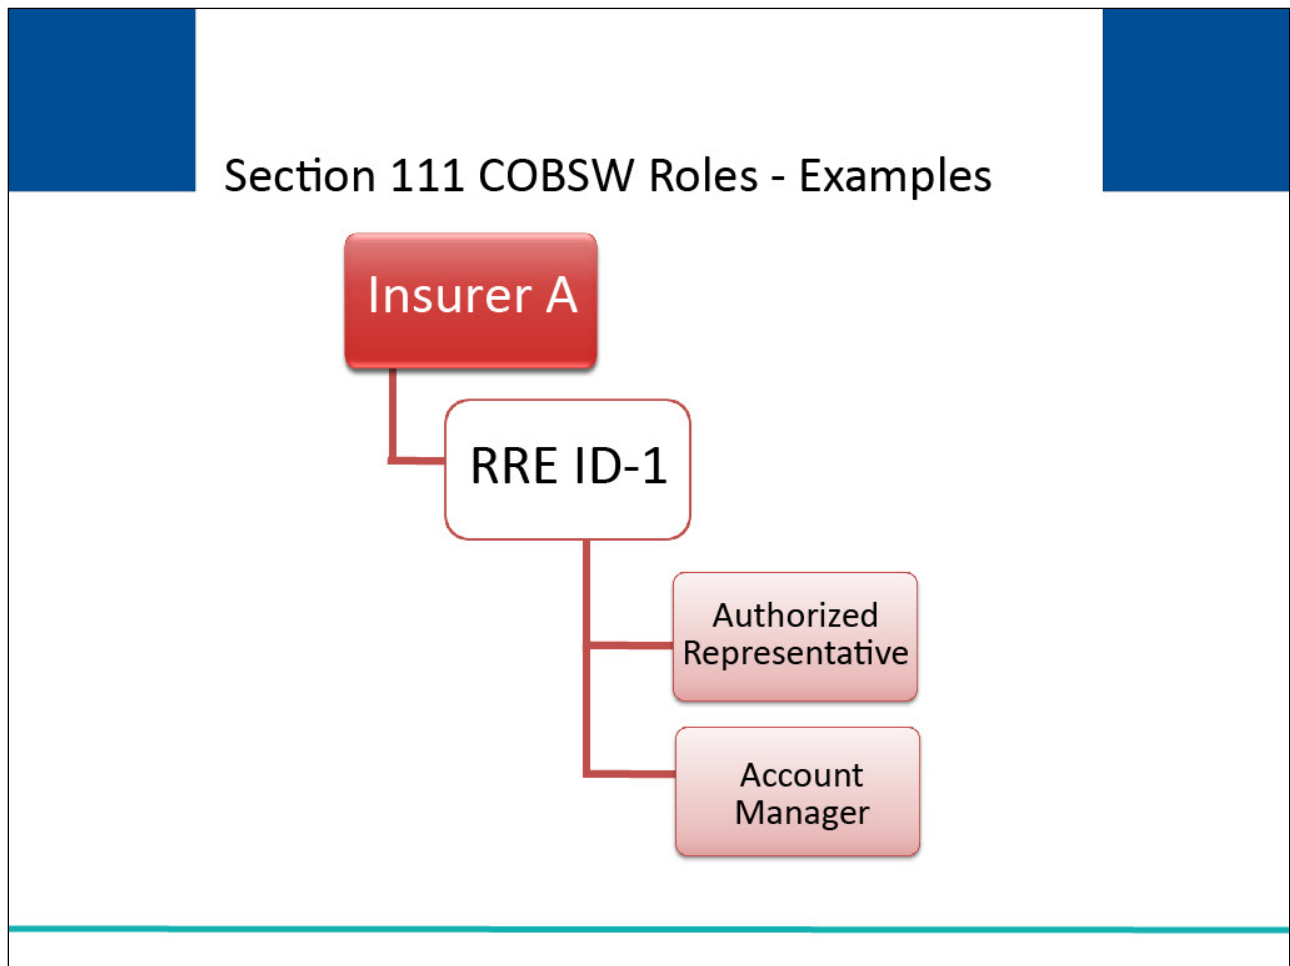 Section 111 COBSW Roles - Examples
Insurer A
RRE ID-1
Authorized
Representative
Account
Manager